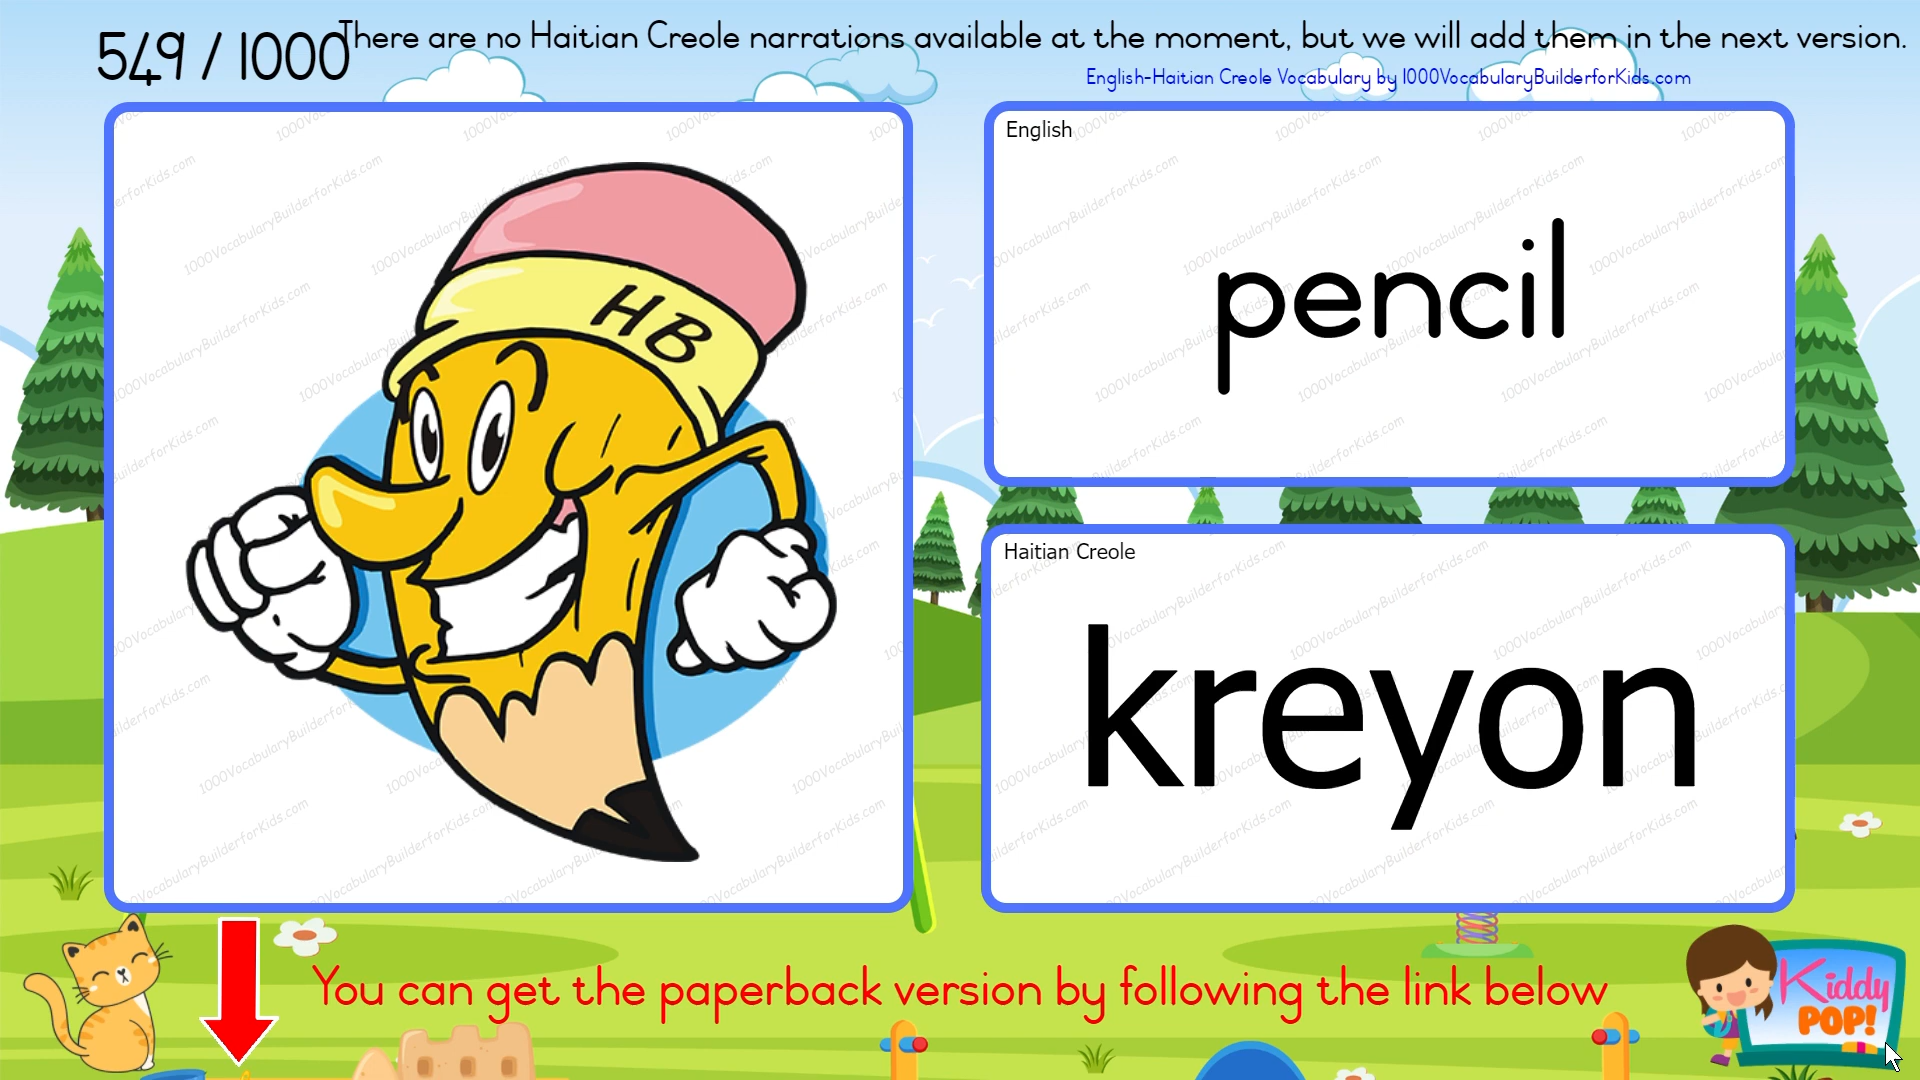 549 / 1000
There are no Haitian Creole narrations available at the moment, but we will add them in the next version.
English-Haitian Creole Vocabulary by 1000VocabularyBuilderforKids.com
HB
English
pencil
Haitian Creole
kreyon
You can get the paperback version by following the link below
Kiddy
POP!
1000VocabularyBuilderforKids.com